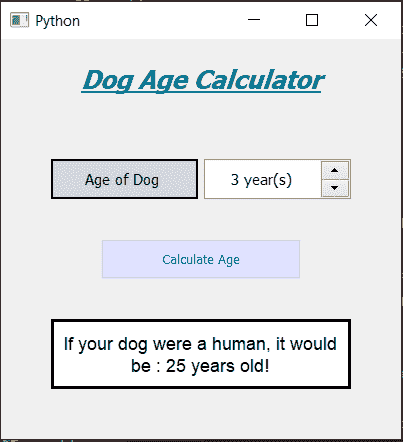 Python
Dog Age Calculator
Age of Dog
3 year(s)
Calculate Age
If your dog were a human, it would
be : 25 years old!